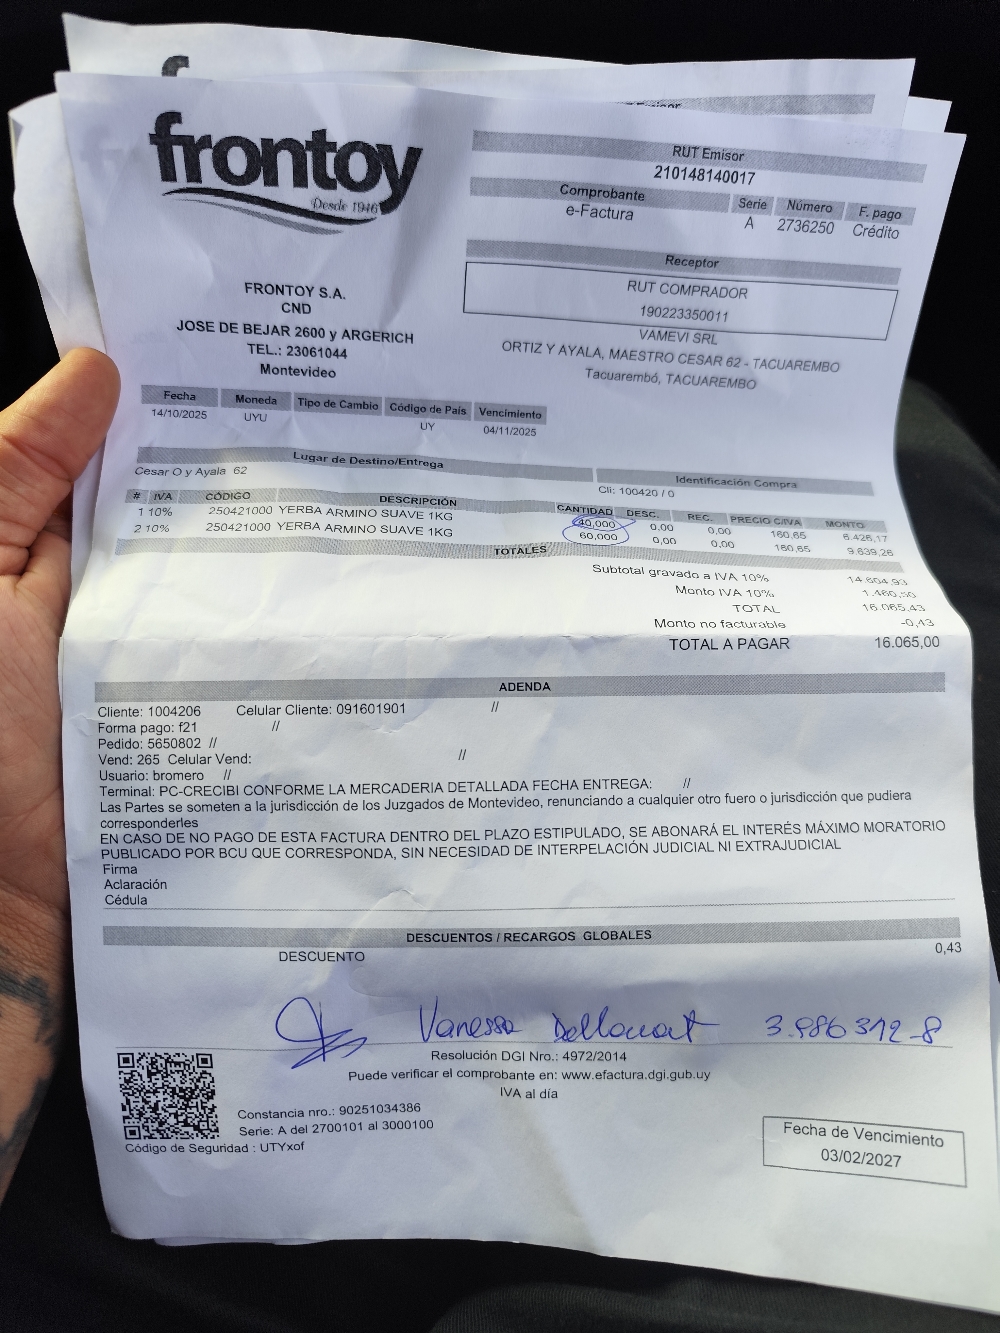 frontoy
Desde 1946
RUT Emisor
210148140017
Comprobante Serie Número F. pago
e-Factura A 2736250 Crédito
Receptor
RUT COMPRADOR
190223350011
VAMEVI SRL
ORTIZ Y AYALA, MAESTRO CESAR 62 - TACUAREMBO
Tacuarembó, TACUAREMBO
FRONTOY S.A.
CND
JOSE DE BEJAR 2600 y ARGERICH
TEL.: 23061044
Montevideo
Fecha Moneda Tipo de Cambio Código de País Vencimiento
14/10/2025 UYU UY 04/11/2025
Lugar de Destino/Entrega Identificación Compra
Cesar O y Ayala 62 Cli: 100420 / 0
# IVA CÓDIGO DESCRIPCIÓN CANTIDAD DESC. REC. PRECIO C/IVA MONTO
1 10% 250421000 YERBA ARMINO SUAVE 1KG 40,000 0,00 0,00 160,65 6.426,17
2 10% 250421000 YERBA ARMINO SUAVE 1KG 60,000 0,00 0,00 160,65 9.639,26
TOTALES
Subtotal gravado a IVA 10% 14.604,93
Monto IVA 10% 1.460,50
TOTAL 16.065,43
Monto no facturable -0,43
TOTAL A PAGAR 16.065,00
ADENDA
Cliente: 1004206 Celular Cliente: 091601901 //
Forma pago: f21 //
Pedido: 5650802 //
Vend: 265 Celular Vend: //
Usuario: bromero //
Terminal: PC-CRECIBI CONFORME LA MERCADERIA DETALLADA FECHA ENTREGA: //
Las Partes se someten a la jurisdicción de los Juzgados de Montevideo, renunciando a cualquier otro fuero o jurisdicción que pudiera
corresponderles
EN CASO DE NO PAGO DE ESTA FACTURA DENTRO DEL PLAZO ESTIPULADO, SE ABONARÁ EL INTERÉS MÁXIMO MORATORIO
PUBLICADO POR BCU QUE CORRESPONDA, SIN NECESIDAD DE INTERPELACIÓN JUDICIAL NI EXTRAJUDICIAL
Firma
Aclaración
Cédula
DESCUENTOS / RECARGOS GLOBALES
DESCUENTO 0,43
Vanessa 3.986312-8
Resolución DGI Nro.: 4972/2014
Puede verificar el comprobante en: www.efactura.dgi.gub.uy
IVA al día
Constancia nro.: 90251034386
Serie: A del 2700101 al 3000100
Código de Seguridad : UTYxof
Fecha de Vencimiento
03/02/2027